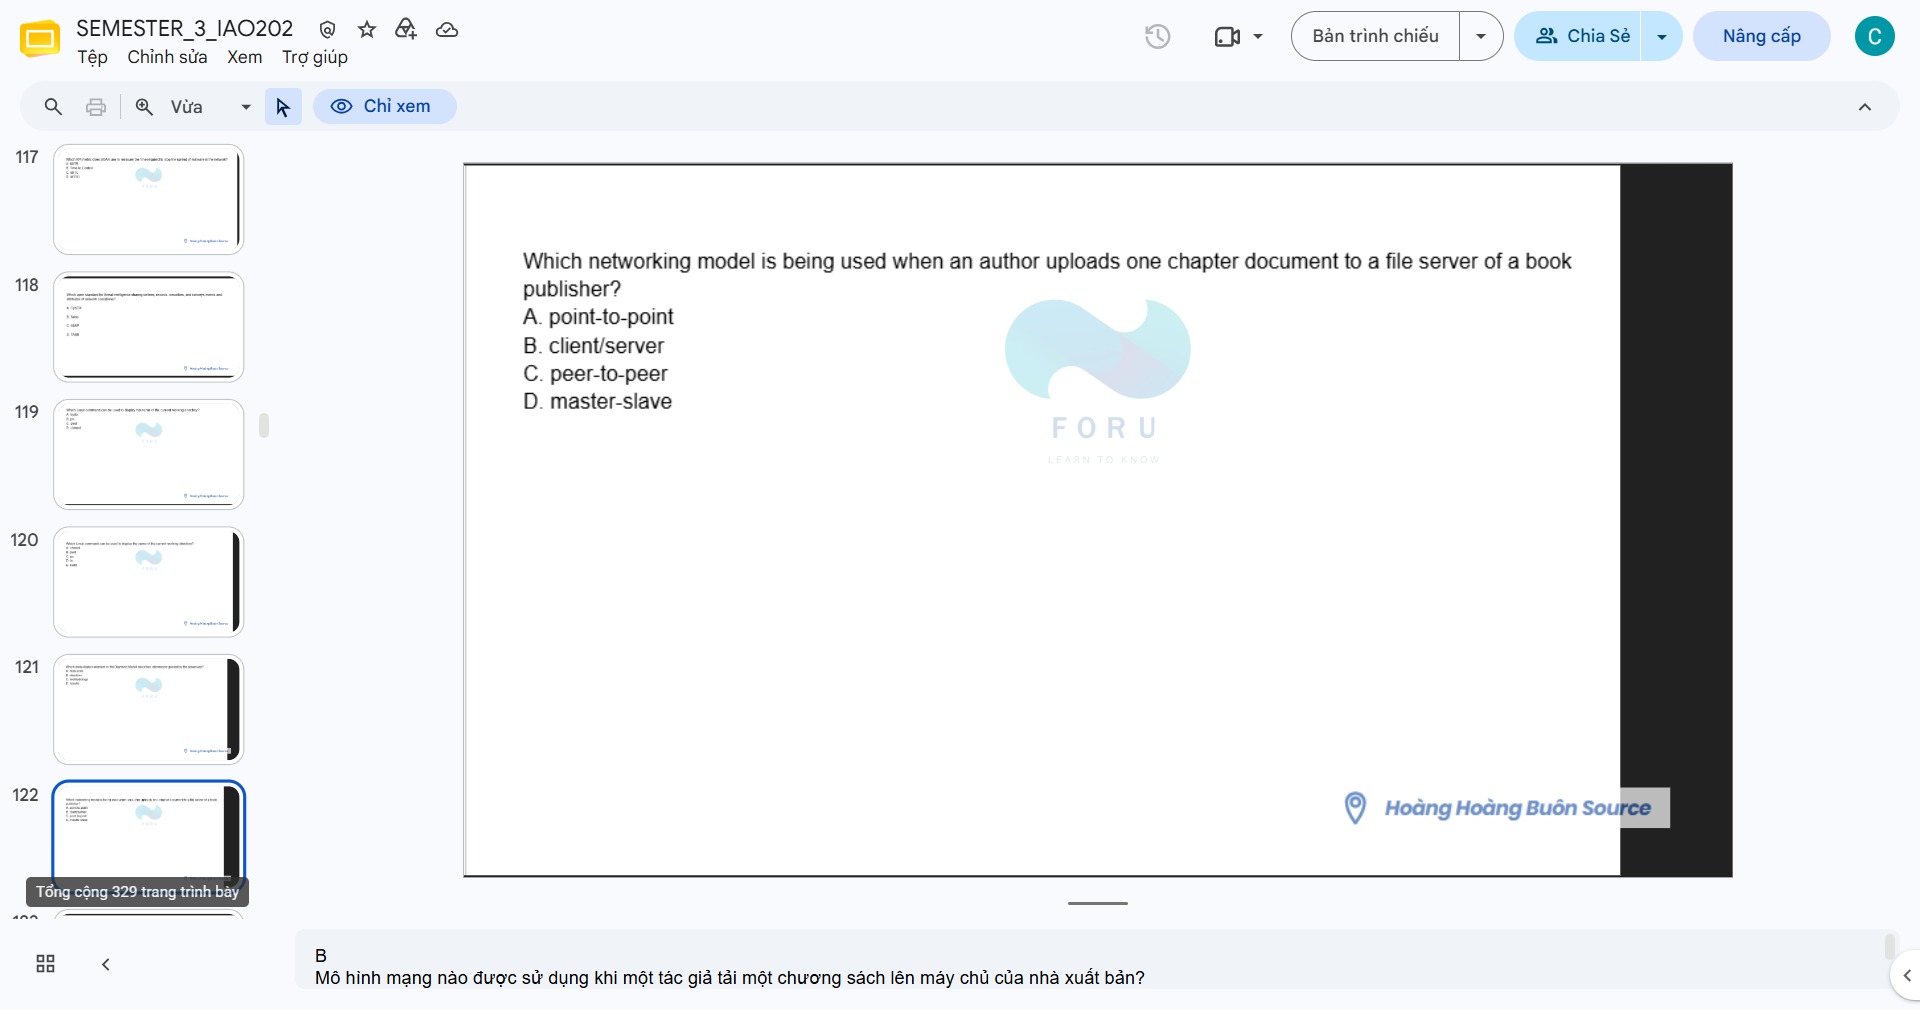 SEMESTER_3_IAO202
Tệp Chỉnh sửa Xem Trợ giúp
Bản trình chiếu
Chia Sẻ
Nâng cấp
C
Vừa
Chỉ xem
117
118
119
120
121
122
Tổng cộng 329 trang trình bày
Which networking model is being used when an author uploads one chapter document to a file server of a book
publisher?
A. point-to-point
B. client/server
C. peer-to-peer
D. master-slave
FORU
LEARN TO KNOW
Hoàng Hoàng Buôn Source
B
Mô hình mạng nào được sử dụng khi một tác giả tải một chương sách lên máy chủ của nhà xuất bản?